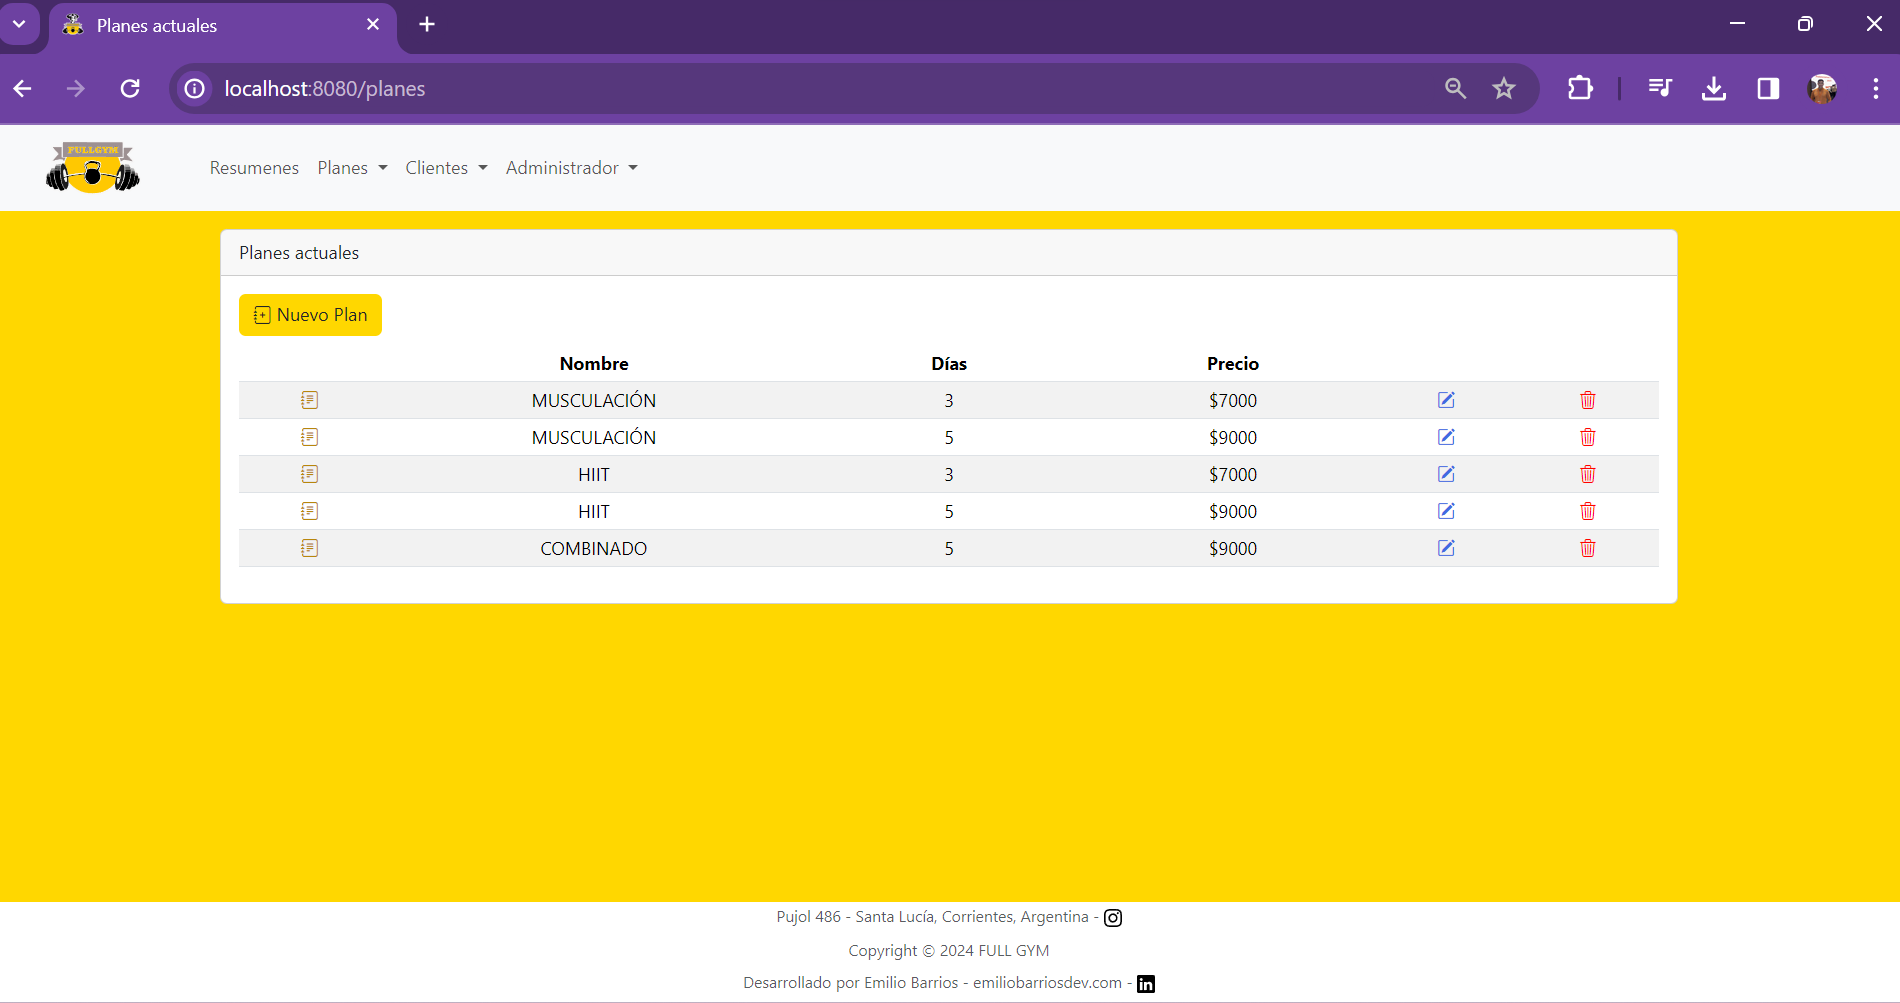 Planes actuales
localhost:8080/planes
FULLGYM
Resumenes Planes Clientes Administrador
Planes actuales
Nuevo Plan
Nombre Días Precio
MUSCULACIÓN 3 $7000
MUSCULACIÓN 5 $9000
HIIT 3 $7000
HIIT 5 $9000
COMBINADO 5 $9000
Pujol 486 - Santa Lucía, Corrientes, Argentina -
Copyright © 2024 FULL GYM
Desarrollado por Emilio Barrios - emiliobarriosdev.com -